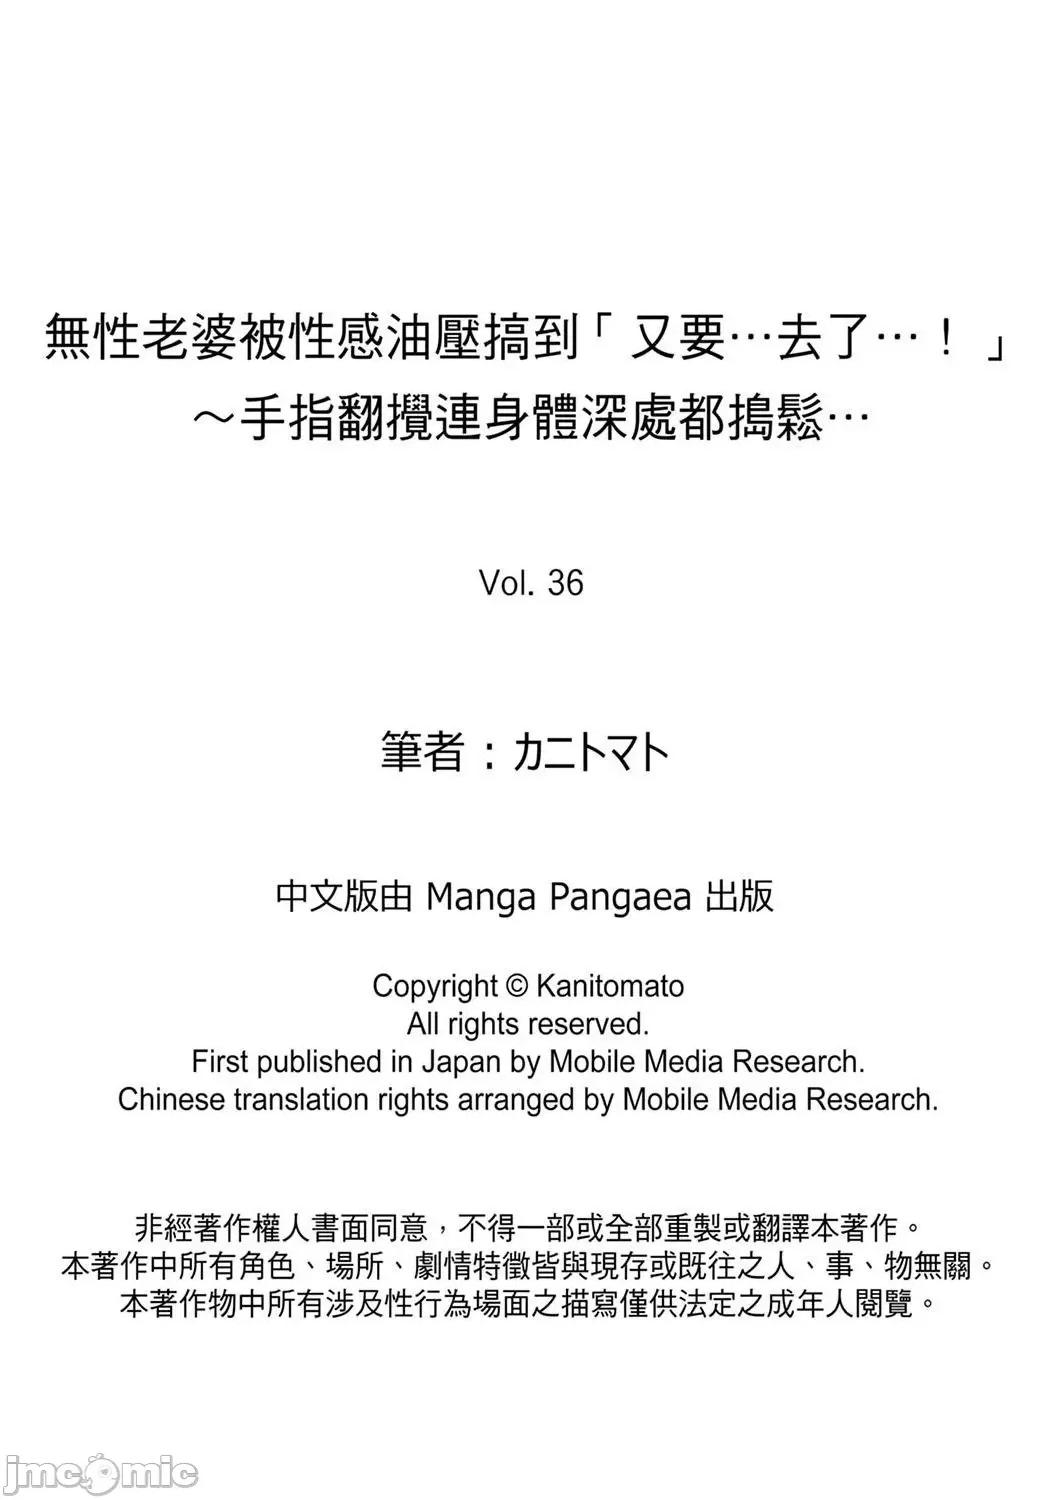 無性老婆被性感油壓搞到「又要…去了…！」
～手指翻攪連身體深處都搗鬆…
Vol. 36
筆者：カニトマト
中文版由 Manga Pangaea 出版
Copyright © Kanitomato
All rights reserved.
First published in Japan by Mobile Media Research.
Chinese translation rights arranged by Mobile Media Research.
非經著作權人書面同意，不得一部或全部重製或翻譯本著作。
本著作中所有角色、場所、劇情特徵皆與現存或既往之人、事、物無關。
本著作物中所有涉及性行為場面之描寫僅供法定之成年人閱覽。
jmcomic